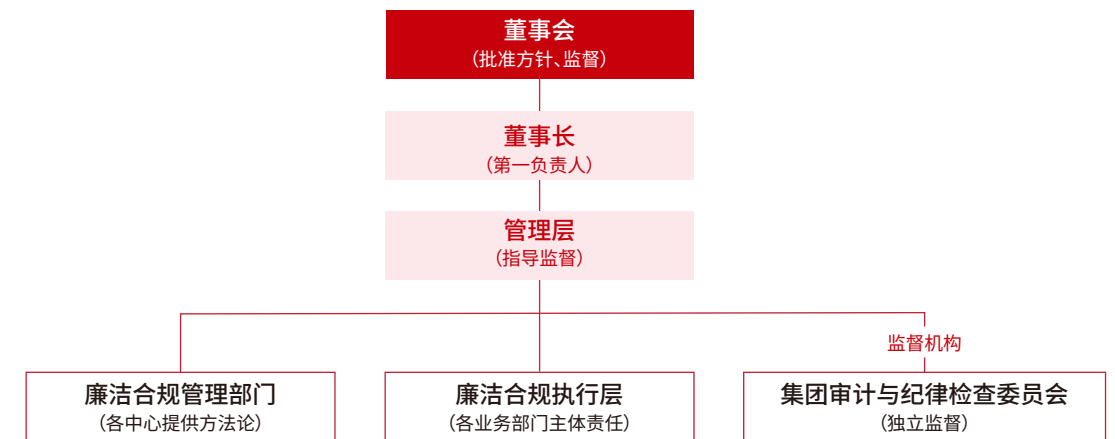 董事会
（批准方针、监督）
董事长
（第一负责人）
管理层
（指导监督）
监督机构
廉洁合规管理部门
（各中心提供方法论）
廉洁合规执行层
（各业务部门主体责任）
集团审计与纪律检查委员会
（独立监督）